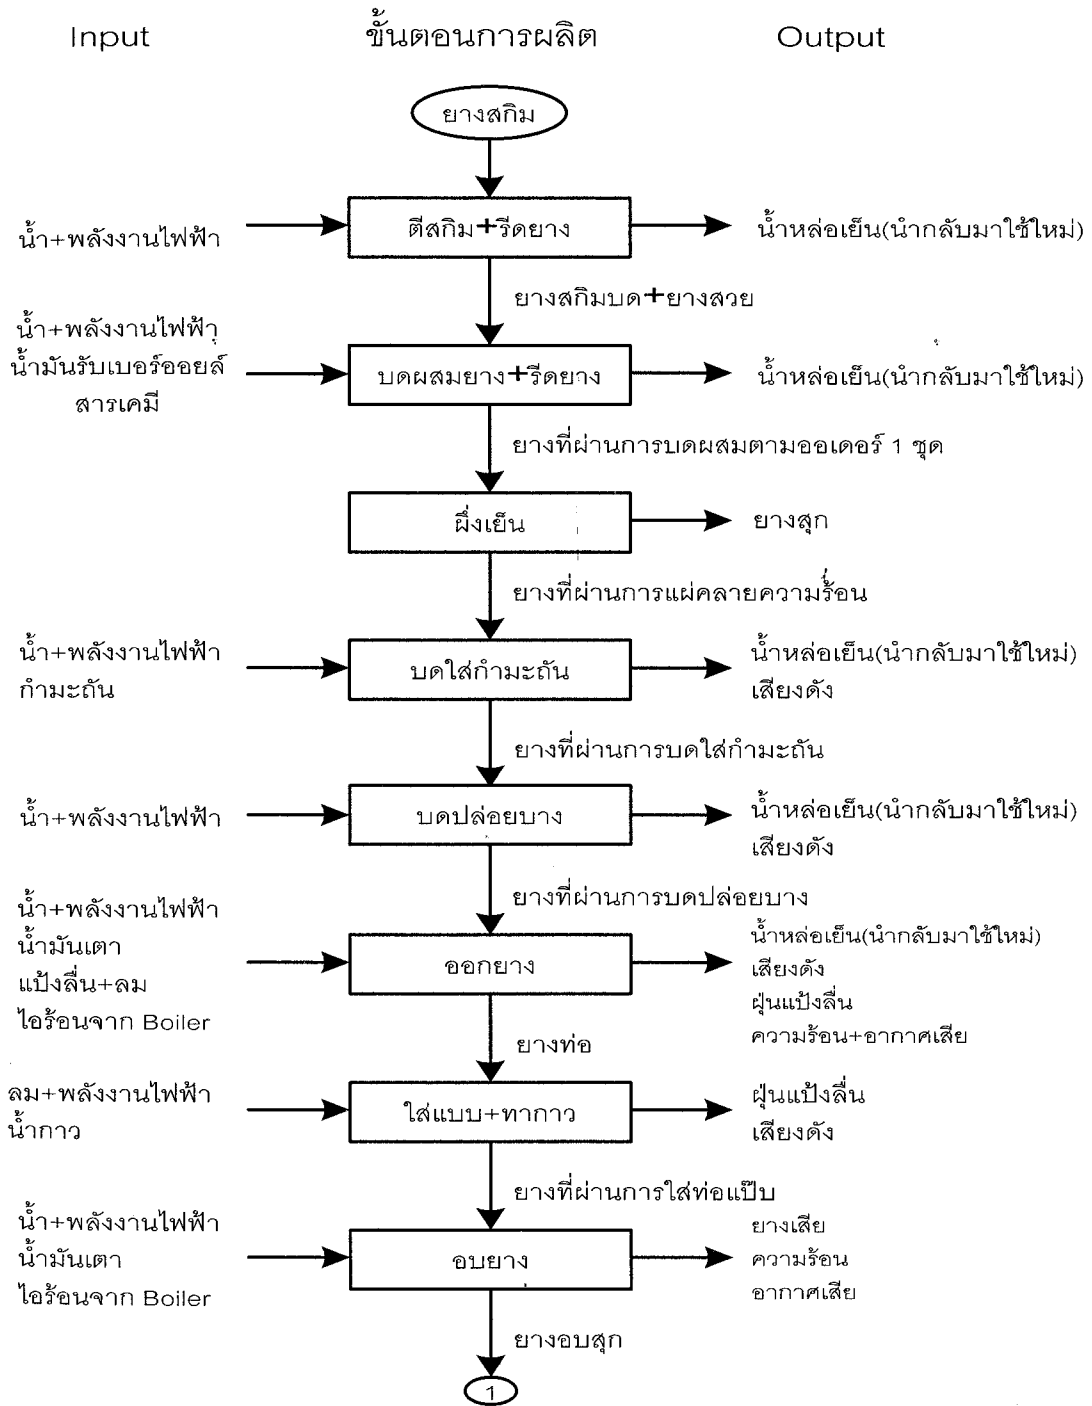 Input
ขั้นตอนการผลิต
Output
ยางสกิม
น้ำ+พลังงานไฟฟ้า
ตีสกิม+รีดยาง
น้ำหล่อเย็น(นำกลับมาใช้ใหม่)
ยางสกิมบด+ยางสวย
น้ำ+พลังงานไฟฟ้า
น้ำมันรับเบอร์ออยล์
สารเคมี
บดผสมยาง+รีดยาง
น้ำหล่อเย็น(นำกลับมาใช้ใหม่)
ยางที่ผ่านการบดผสมตามออเดอร์ 1 ชุด
ผึ่งเย็น
ยางสุก
ยางที่ผ่านการแผ่คลายความร้อน
น้ำ+พลังงานไฟฟ้า
กำมะถัน
บดใส่กำมะถัน
น้ำหล่อเย็น(นำกลับมาใช้ใหม่)
เสียงดัง
ยางที่ผ่านการบดใส่กำมะถัน
น้ำ+พลังงานไฟฟ้า
บดปล่อยบาง
น้ำหล่อเย็น(นำกลับมาใช้ใหม่)
เสียงดัง
ยางที่ผ่านการบดปล่อยบาง
น้ำ+พลังงานไฟฟ้า
น้ำมันเตา
แป้งลื่น+ลม
ไอร้อนจาก Boiler
ออกยาง
น้ำหล่อเย็น(นำกลับมาใช้ใหม่)
เสียงดัง
ฝุ่นแป้งลื่น
ความร้อน+อากาศเสีย
ยางท่อ
ลม+พลังงานไฟฟ้า
น้ำกาว
ใส่แบบ+ทากาว
ฝุ่นแป้งลื่น
เสียงดัง
ยางที่ผ่านการใส่ท่อแป๊บ
น้ำ+พลังงานไฟฟ้า
น้ำมันเตา
ไอร้อนจาก Boiler
อบยาง
ยางเสีย
ความร้อน
อากาศเสีย
ยางอบสุก
1